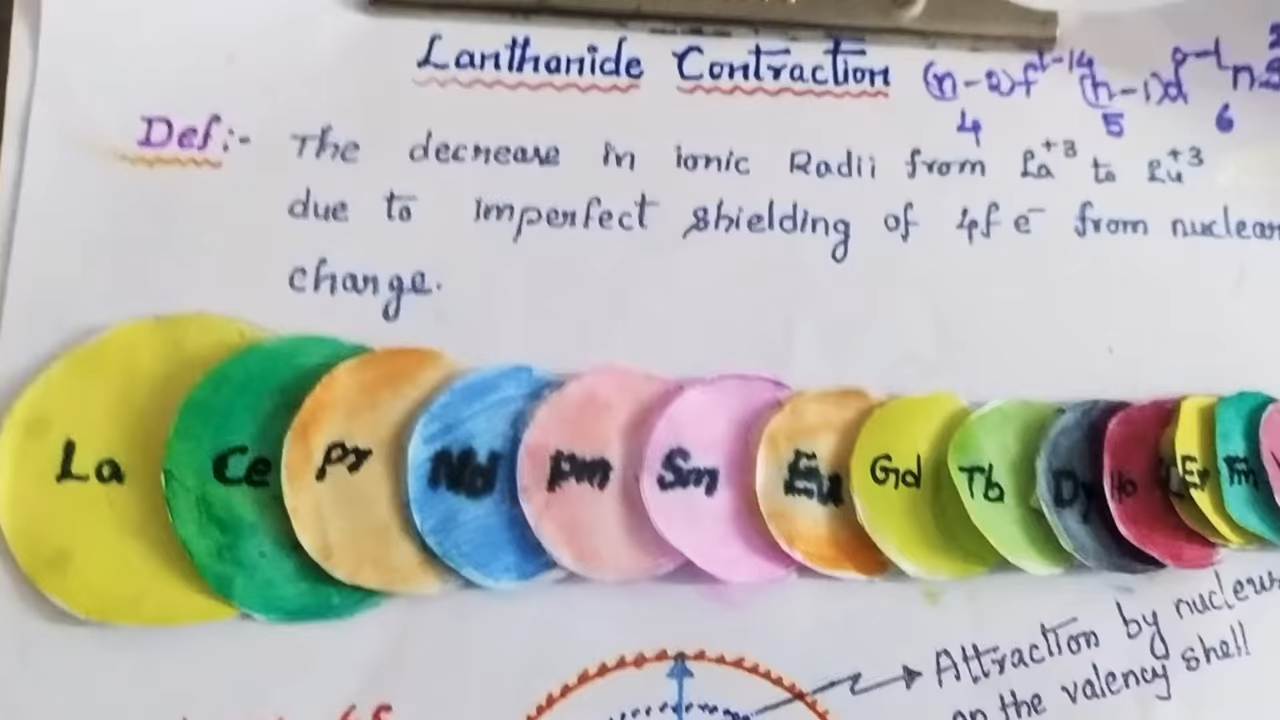 Lanthanide Contraction (n-2)f¹⁻¹⁴(n-1)d⁰⁻¹ n
4 5 6
Def:- The decrease in ionic Radii from La⁺³ to Lu⁺³
due to imperfect shielding of 4f e⁻ from nuclear
charge.
La Ce Pr Nd Pm Sm Eu Gd Tb Dy Ho Er Tm
Attraction by nucleus
on the valency shell